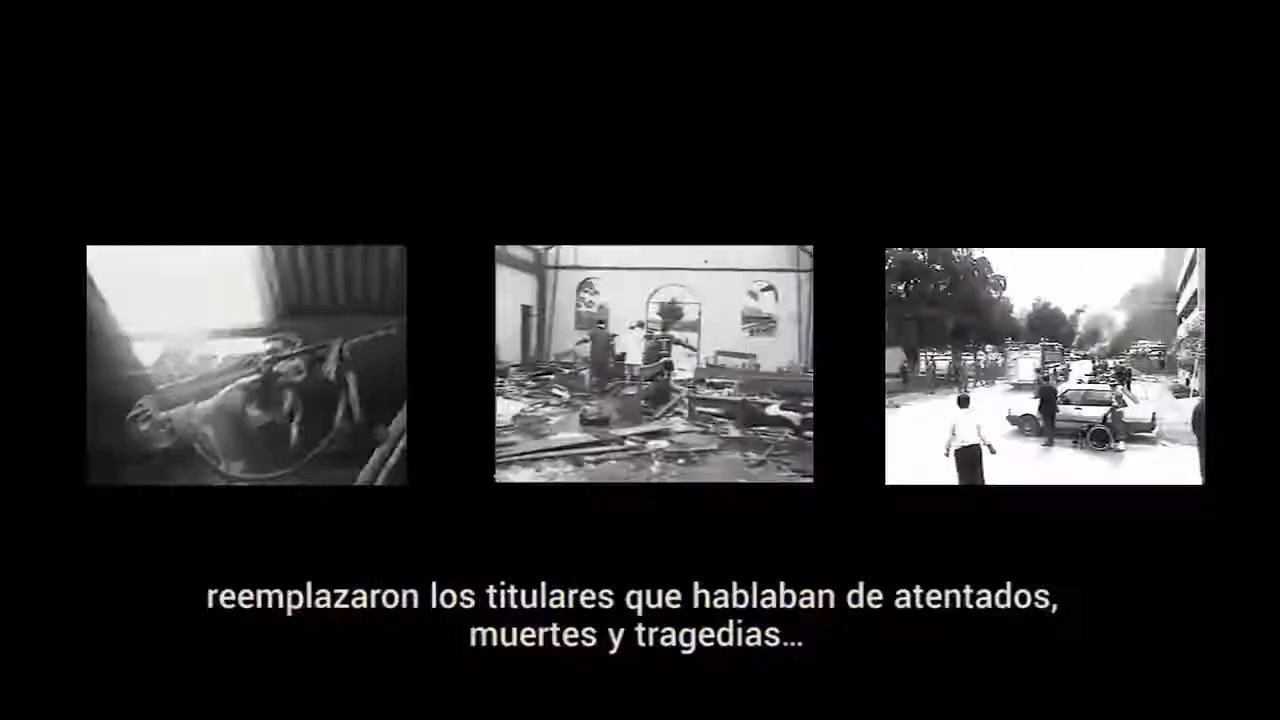 reemplazaron los titulares que hablaban de atentados,
muertes y tragedias...